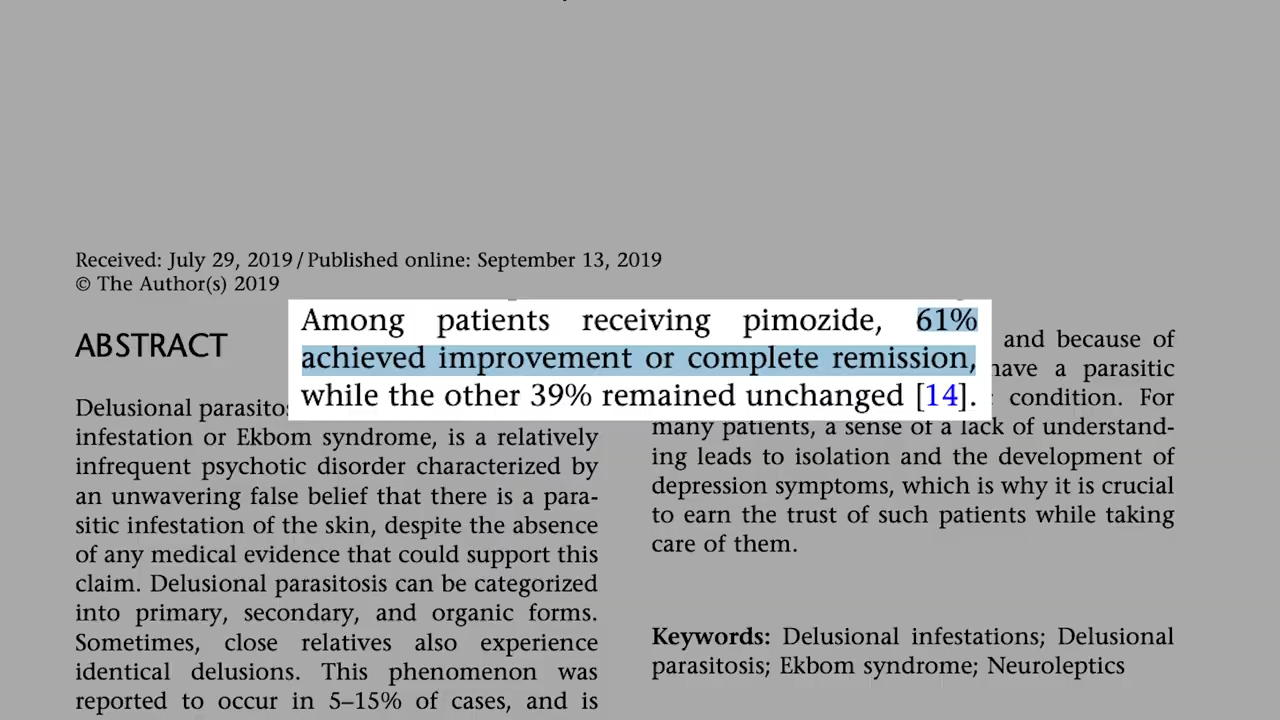 Received: July 29, 2019 / Published online: September 13, 2019
© The Author(s) 2019
Among patients receiving pimozide, 61%
achieved improvement or complete remission,
while the other 39% remained unchanged [14].
ABSTRACT
Delusional
infestation or Ekbom syndrome, is a relatively
infrequent psychotic disorder characterized by
an unwavering false belief that there is a para-
sitic infestation of the skin, despite the absence
of any medical evidence that could support this
claim. Delusional parasitosis can be categorized
into primary, secondary, and organic forms.
Sometimes, close relatives also experience
identical delusions. This phenomenon was
reported to occur in 5–15% of cases, and is
and because of
have a parasitic
condition. For
many patients, a sense of a lack of understand-
ing leads to isolation and the development of
depression symptoms, which is why it is crucial
to earn the trust of such patients while taking
care of them.
Keywords: Delusional infestations; Delusional
parasitosis; Ekbom syndrome; Neuroleptics